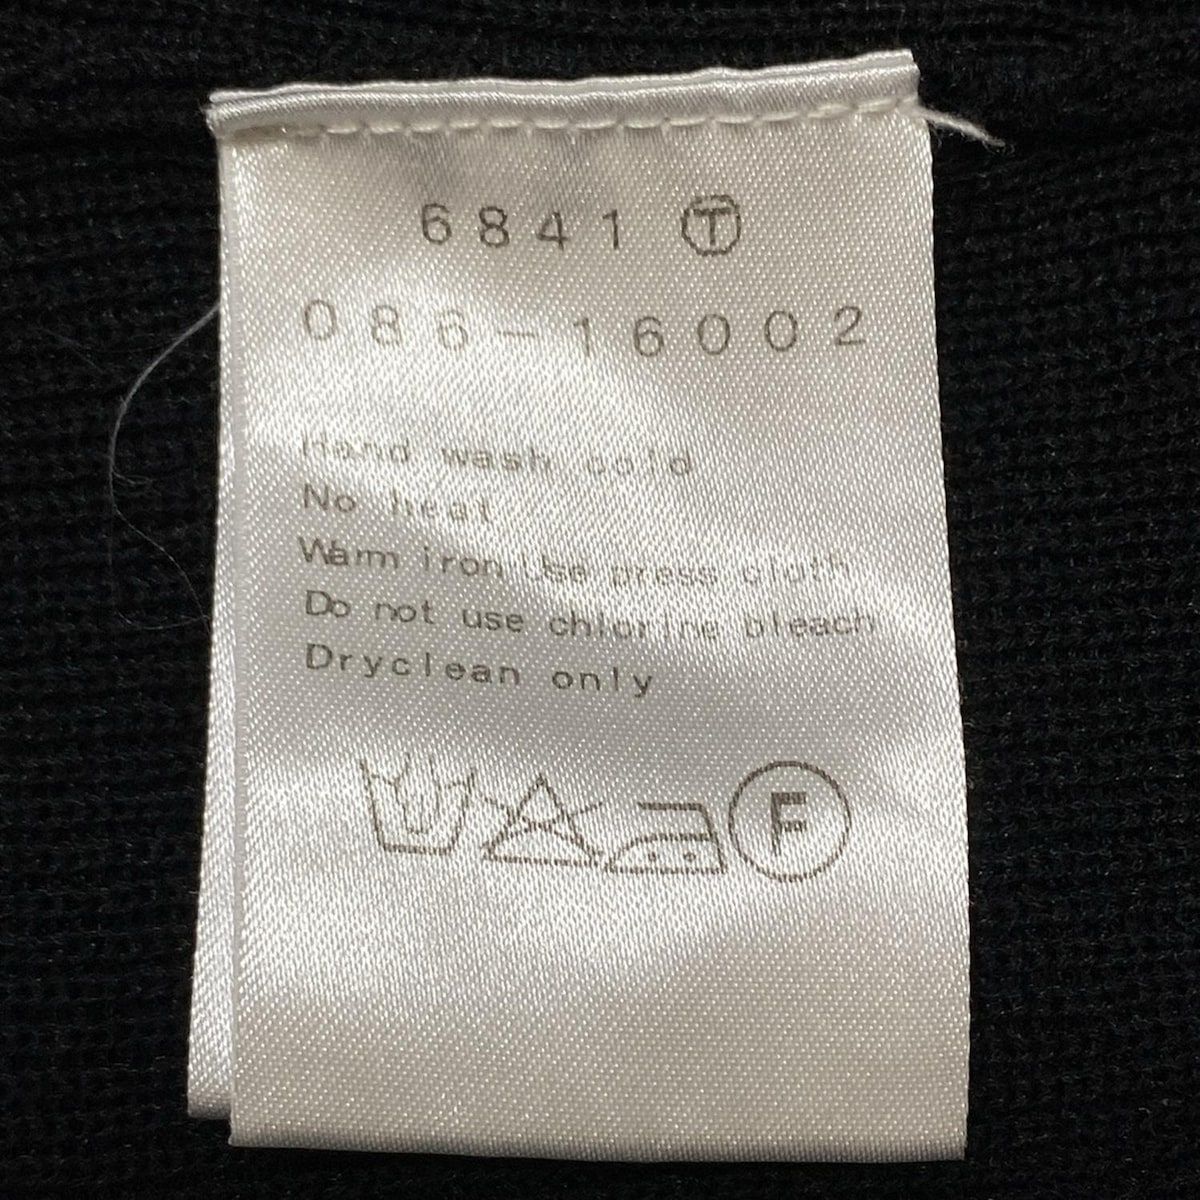 6841 Ⓣ
086-16002
Hand wash cold
No heat
Warm iron Use press cloth
Do not use chlorine bleach
Dryclean only
F